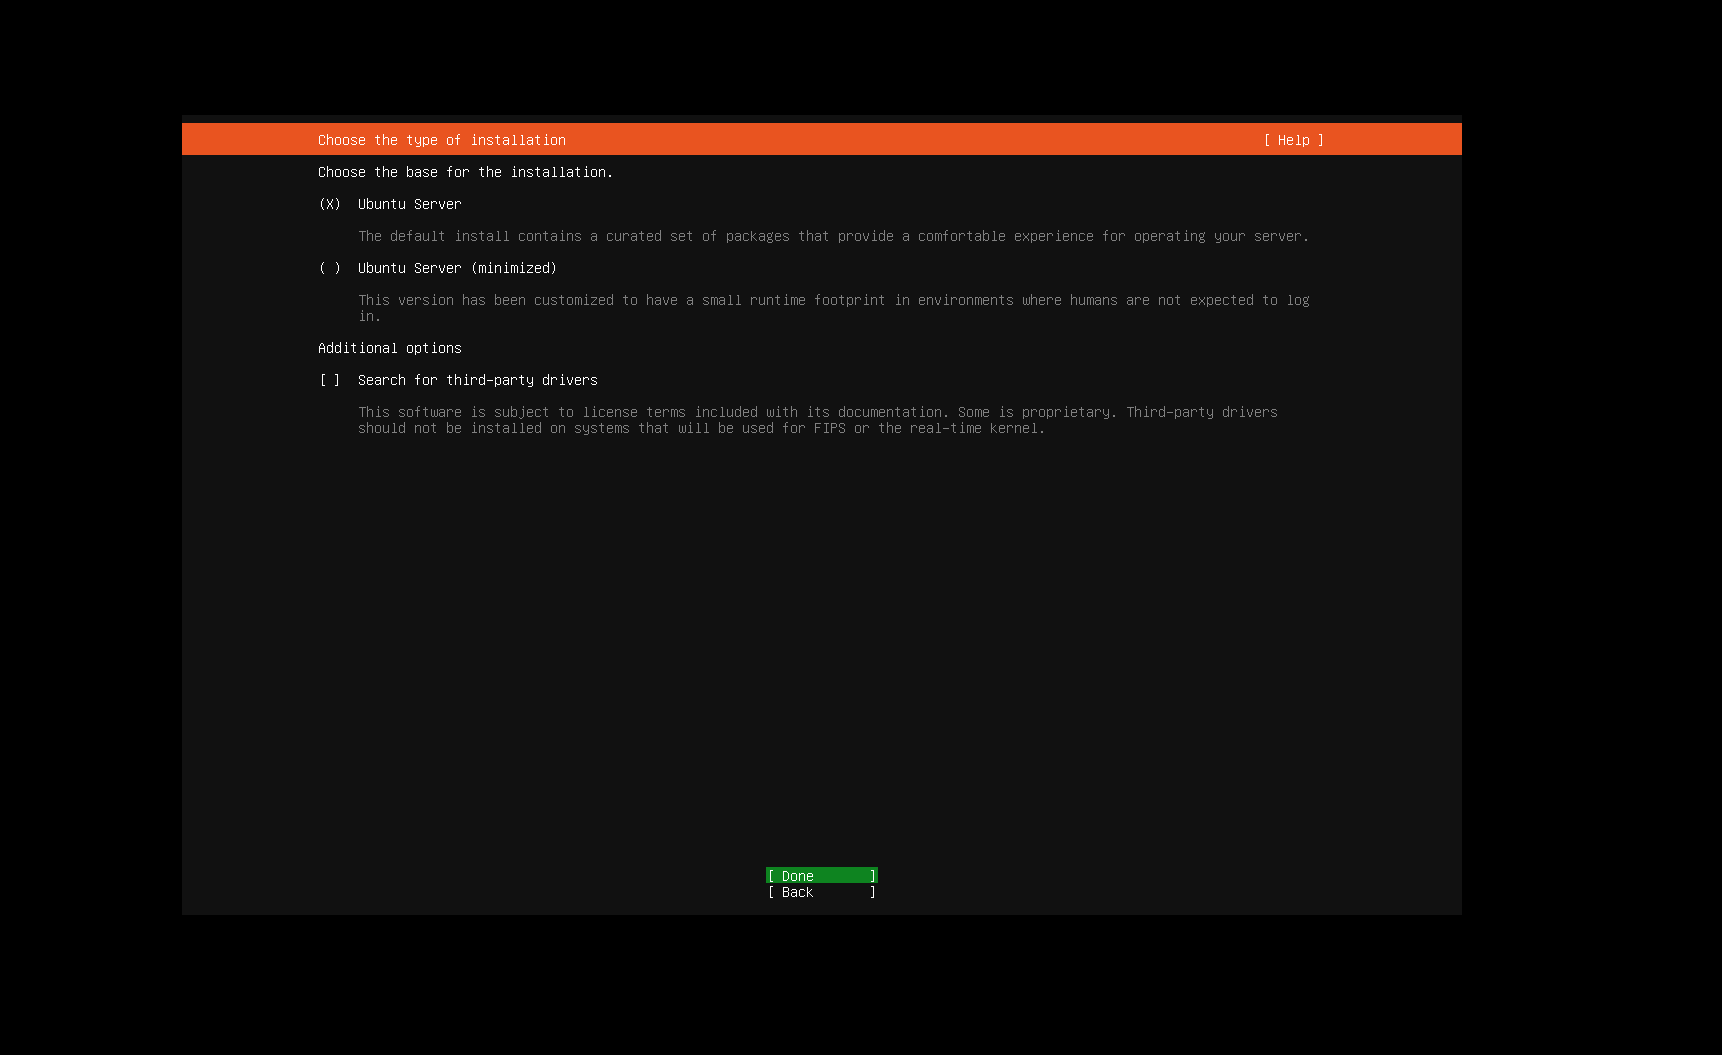 Choose the type of installation [ Help ]
Choose the base for the installation.
(X) Ubuntu Server
The default install contains a curated set of packages that provide a comfortable experience for operating your server.
( ) Ubuntu Server (minimized)
This version has been customized to have a small runtime footprint in environments where humans are not expected to log
in.
Additional options
[ ] Search for third-party drivers
This software is subject to license terms included with its documentation. Some is proprietary. Third-party drivers
should not be installed on systems that will be used for FIPS or the real-time kernel.
[ Done ]
[ Back ]